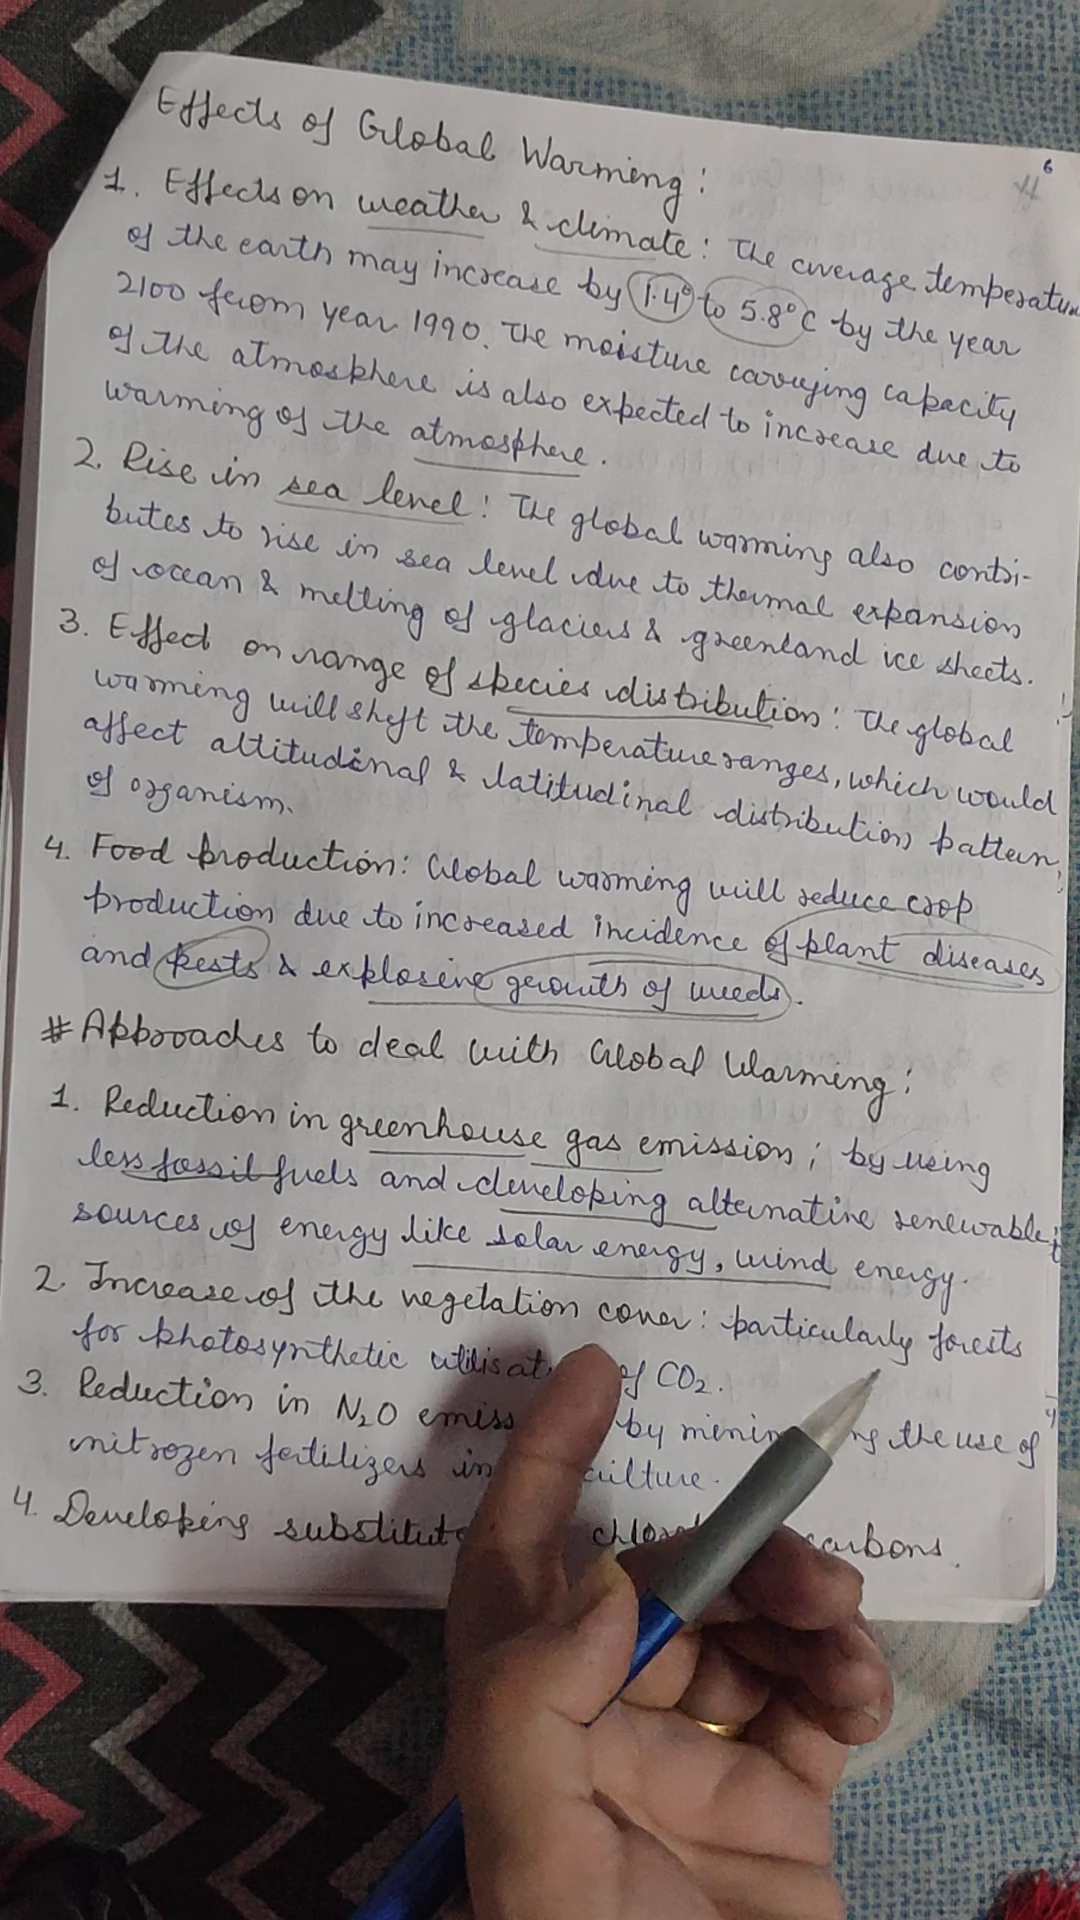 6
Effects of Global Warming:
1. Effects on weather & climate: The average temperatur
of the earth may increase by 1.4° to 5.8°C by the year
2100 from year 1990. The moisture carrying capacity
of the atmosphere is also expected to increase due to
warming of the atmosphere.
2. Rise in sea level: The global warming also contri-
butes to rise in sea level due to thermal expansion
of ocean & melting of glaciers & greenland ice sheets.
3. Effect on range of species distribution: The global
warming will shift the temperature ranges, which would
affect altitudinal & latitudinal distribution pattern
of organism.
4. Food production: Global warming will reduce crop
production due to increased incidence of plant diseases
and pests & explosive growth of weeds.
# Approaches to deal with Global Warming:
1. Reduction in greenhouse gas emission; by using
less fossil fuels and developing alternative renewable
sources of energy like solar energy, wind energy.
2. Increase of the vegetation cover: particularly forests
for photosynthetic utilisat of CO2.
3. Reduction in N2O emiss by minim ng the use of
nitrozen fertilizers in culture.
4. Developing substitut chlor carbons.